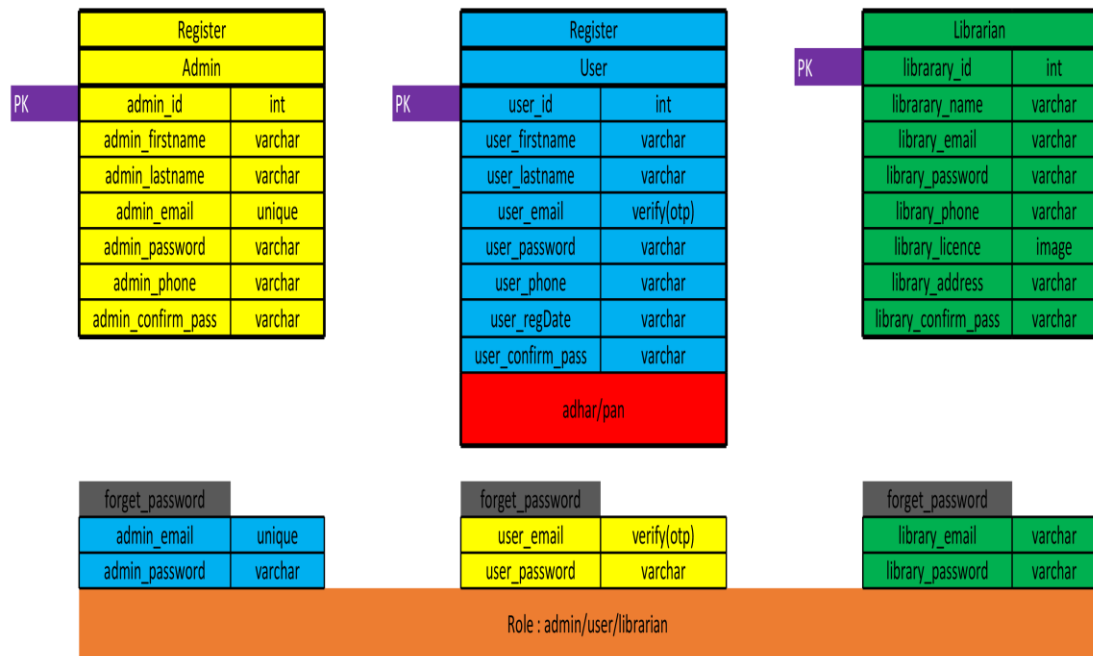 Register
Admin
PK admin_id int
admin_firstname varchar
admin_lastname varchar
admin_email unique
admin_password varchar
admin_phone varchar
admin_confirm_pass varchar
Register
User
PK user_id int
user_firstname varchar
user_lastname varchar
user_email verify(otp)
user_password varchar
user_phone varchar
user_regDate varchar
user_confirm_pass varchar
adhar/pan
Librarian
PK librarary_id int
librarary_name varchar
library_email varchar
library_password varchar
library_phone varchar
library_licence image
library_address varchar
library_confirm_pass varchar
forget_password
admin_email unique
admin_password varchar
forget_password
user_email verify(otp)
user_password varchar
forget_password
library_email varchar
library_password varchar
Role : admin/user/librarian